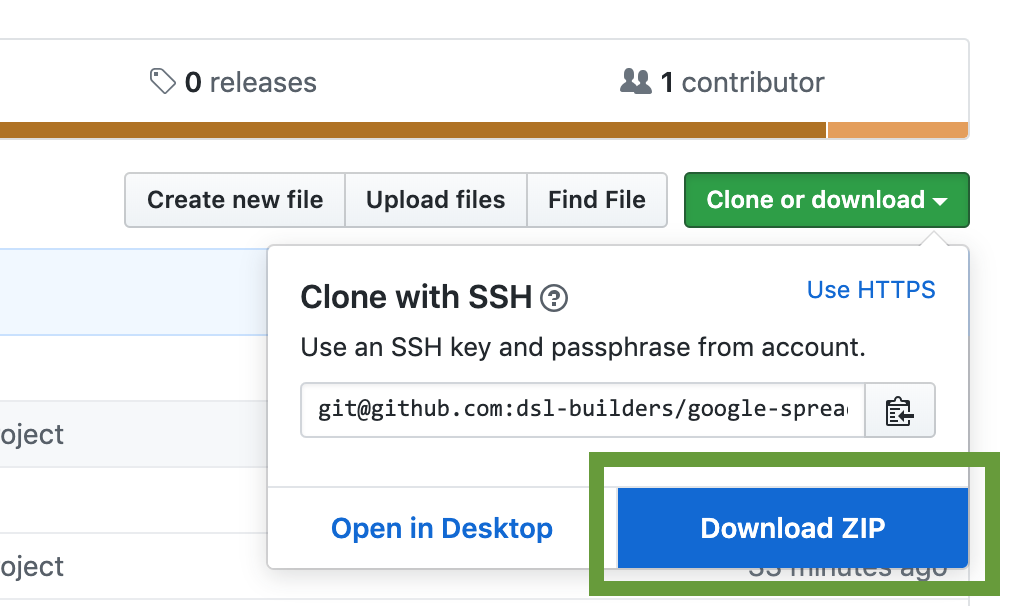 0 releases
1 contributor
Create new file
Upload files
Find File
Clone or download
Clone with SSH
Use HTTPS
Use an SSH key and passphrase from account.
git@github.com:dsl-builders/google-sprea
oject
Open in Desktop
Download ZIP
oject
33 minutes ago